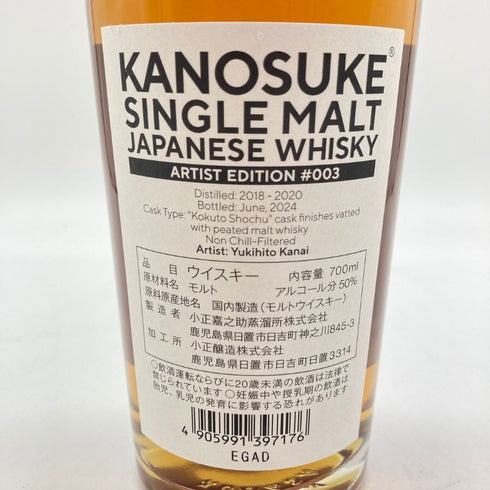 KANOSUKE®
SINGLE MALT
JAPANESE WHISKY
ARTIST EDITION #003
Distilled: 2018 - 2020
Bottled: June, 2024
Cask Type: "Kokuto Shochu" cask finishes vatted
with peated malt whisky
Non Chill-Filtered
Artist: Yukihito Kanai
品目 ウイスキー 内容量 700ml
原材料名 モルト アルコール分 50%
原料原産地名 国内製造(モルトウイスキー)
製造者 小正嘉之助蒸溜所株式会社
鹿児島県日置市日吉町神之川845-3
加工所 小正醸造株式会社
鹿児島県日置市日吉町日置3314
○飲酒運転ならびに20歳未満の飲酒は法律で
禁じられています ○妊娠中や授乳期の飲酒は
胎児、乳児の発育に影響する恐れがあります
4 905991 397176
EGAD